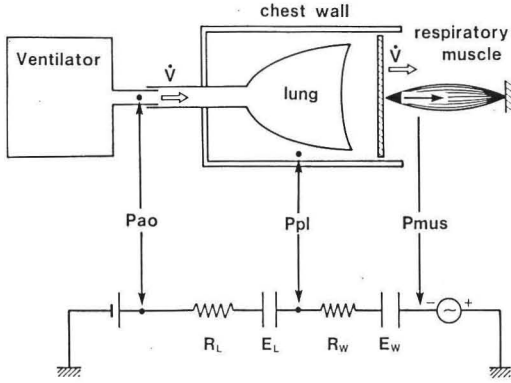 chest wall
respiratory
muscle
Ventilator
V̇
V̇
lung
Pao
Ppl
Pmus
− +
R_L
E_L
R_W
E_W